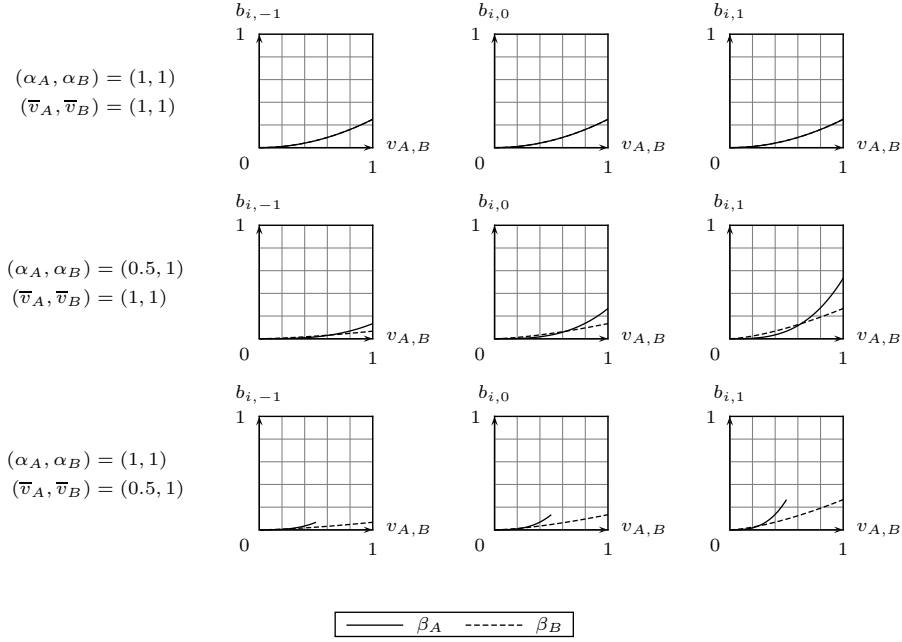 b_{i,−1} b_{i,0} b_{i,1}
1 1 1
(α_A, α_B) = (1, 1)
(v̅_A, v̅_B) = (1, 1)
v_{A,B} v_{A,B} v_{A,B}
0 1 0 1 0 1
b_{i,−1} b_{i,0} b_{i,1}
1 1 1
(α_A, α_B) = (0.5, 1)
(v̅_A, v̅_B) = (1, 1)
v_{A,B} v_{A,B} v_{A,B}
0 1 0 1 0 1
b_{i,−1} b_{i,0} b_{i,1}
1 1 1
(α_A, α_B) = (1, 1)
(v̅_A, v̅_B) = (0.5, 1)
v_{A,B} v_{A,B} v_{A,B}
0 1 0 1 0 1
β_A β_B